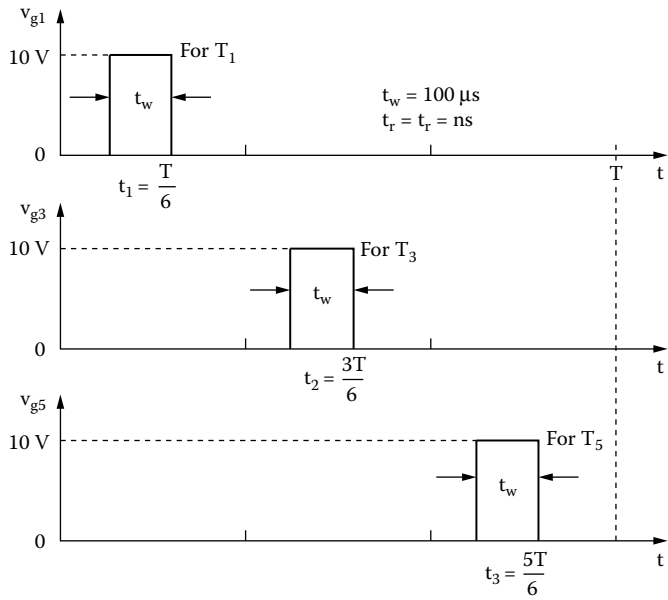 v_g1
10 V
For T_1
t_w
t_w = 100 μs
t_r = t_r = ns
0
T
t
t_1 = T/6
v_g3
10 V
For T_3
t_w
0
t
t_2 = 3T/6
v_g5
10 V
For T_5
t_w
0
t
t_3 = 5T/6